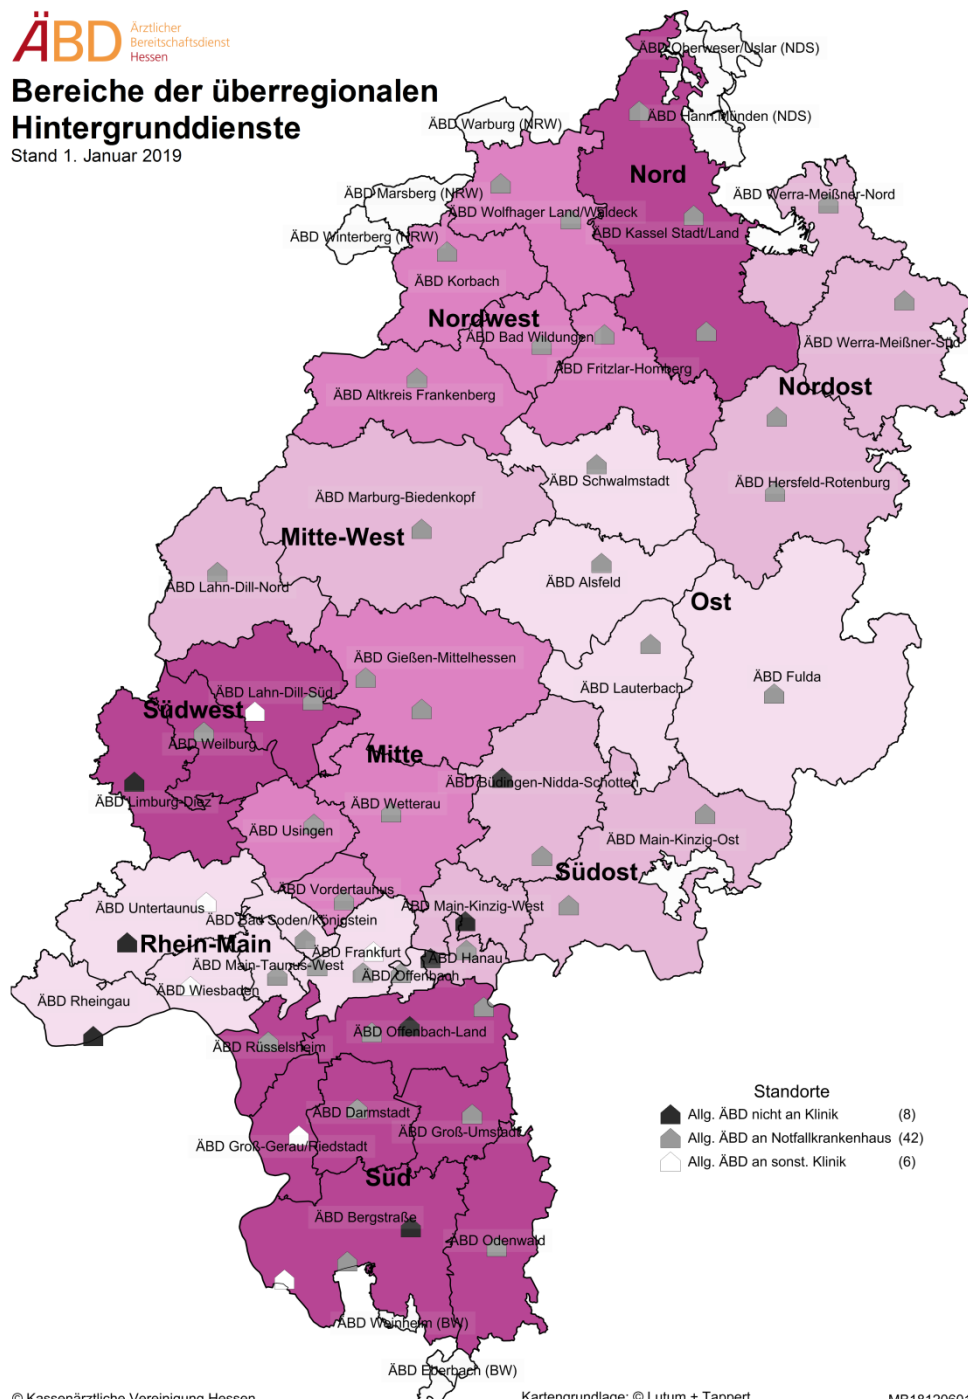 ÄBD
Ärztlicher
Bereitschaftsdienst
Hessen
Bereiche der überregionalen
Hintergrunddienste
Stand 1. Januar 2019
ÄBD Oberweser/Uslar (NDS)
ÄBD Hann.Münden (NDS)
ÄBD Warburg (NRW)
Nord
ÄBD Marsberg (NRW)
ÄBD Werra-Meißner-Nord
ÄBD Wolfhager Land/Waldeck
ÄBD Kassel Stadt/Land
ÄBD Winterberg (NRW)
ÄBD Korbach
Nordwest
ÄBD Bad Wildungen
ÄBD Werra-Meißner-Süd
ÄBD Fritzlar-Homberg
Nordost
ÄBD Altkreis Frankenberg
ÄBD Schwalmstadt
ÄBD Hersfeld-Rotenburg
ÄBD Marburg-Biedenkopf
Mitte-West
ÄBD Alsfeld
ÄBD Lahn-Dill-Nord
Ost
ÄBD Gießen-Mittelhessen
ÄBD Fulda
ÄBD Lauterbach
ÄBD Lahn-Dill-Süd
Südwest
ÄBD Weilburg
Mitte
ÄBD Büdingen-Nidda-Schotten
ÄBD Limburg-Diez
ÄBD Wetterau
ÄBD Usingen
ÄBD Main-Kinzig-Ost
Südost
ÄBD Vordertaunus
ÄBD Untertaunus
ÄBD Main-Kinzig-West
ÄBD Bad Soden/Königstein
Rhein-Main
ÄBD Frankfurt
ÄBD Hanau
ÄBD Main-Taunus-West
ÄBD Offenbach
ÄBD Wiesbaden
ÄBD Rheingau
ÄBD Offenbach-Land
ÄBD Rüsselsheim
Standorte
Allg. ÄBD nicht an Klinik (8)
Allg. ÄBD an Notfallkrankenhaus (42)
Allg. ÄBD an sonst. Klinik (6)
ÄBD Darmstadt
ÄBD Groß-Umstadt
ÄBD Groß-Gerau/Riedstadt
Süd
ÄBD Bergstraße
ÄBD Odenwald
ÄBD Weinheim (BW)
ÄBD Eberbach (BW)
© Kassenärztliche Vereinigung Hessen
Kartengrundlage: © Lutum + Tappert